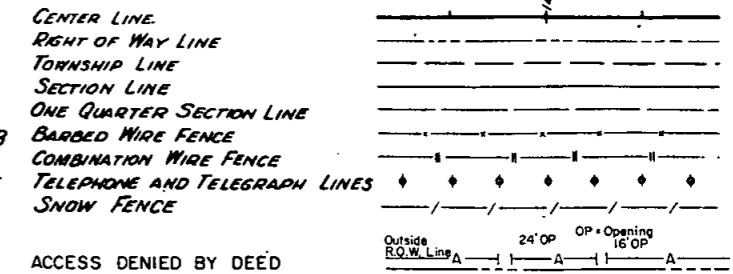 CENTER LINE
RIGHT OF WAY LINE
TOWNSHIP LINE
SECTION LINE
ONE QUARTER SECTION LINE
BARBED WIRE FENCE
COMBINATION WIRE FENCE
TELEPHONE AND TELEGRAPH LINES
SNOW FENCE
Outside 24' OP OP = Opening
R.O.W. Line A A 16' OP A
ACCESS DENIED BY DEED